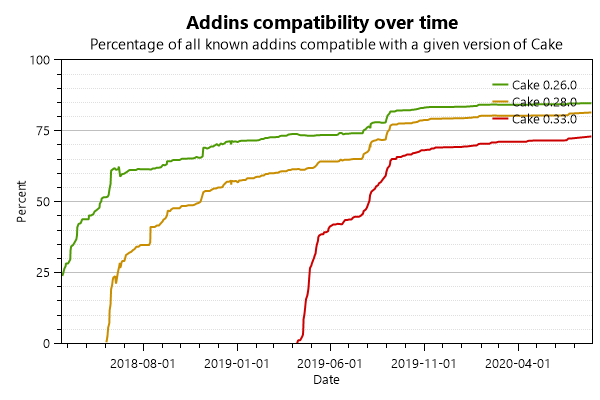 Addins compatibility over time
Percentage of all known addins compatible with a given version of Cake
100
75
50
25
0
Percent
Cake 0.26.0
Cake 0.28.0
Cake 0.33.0
2018-08-01
2019-01-01
2019-06-01
2019-11-01
2020-04-01
Date